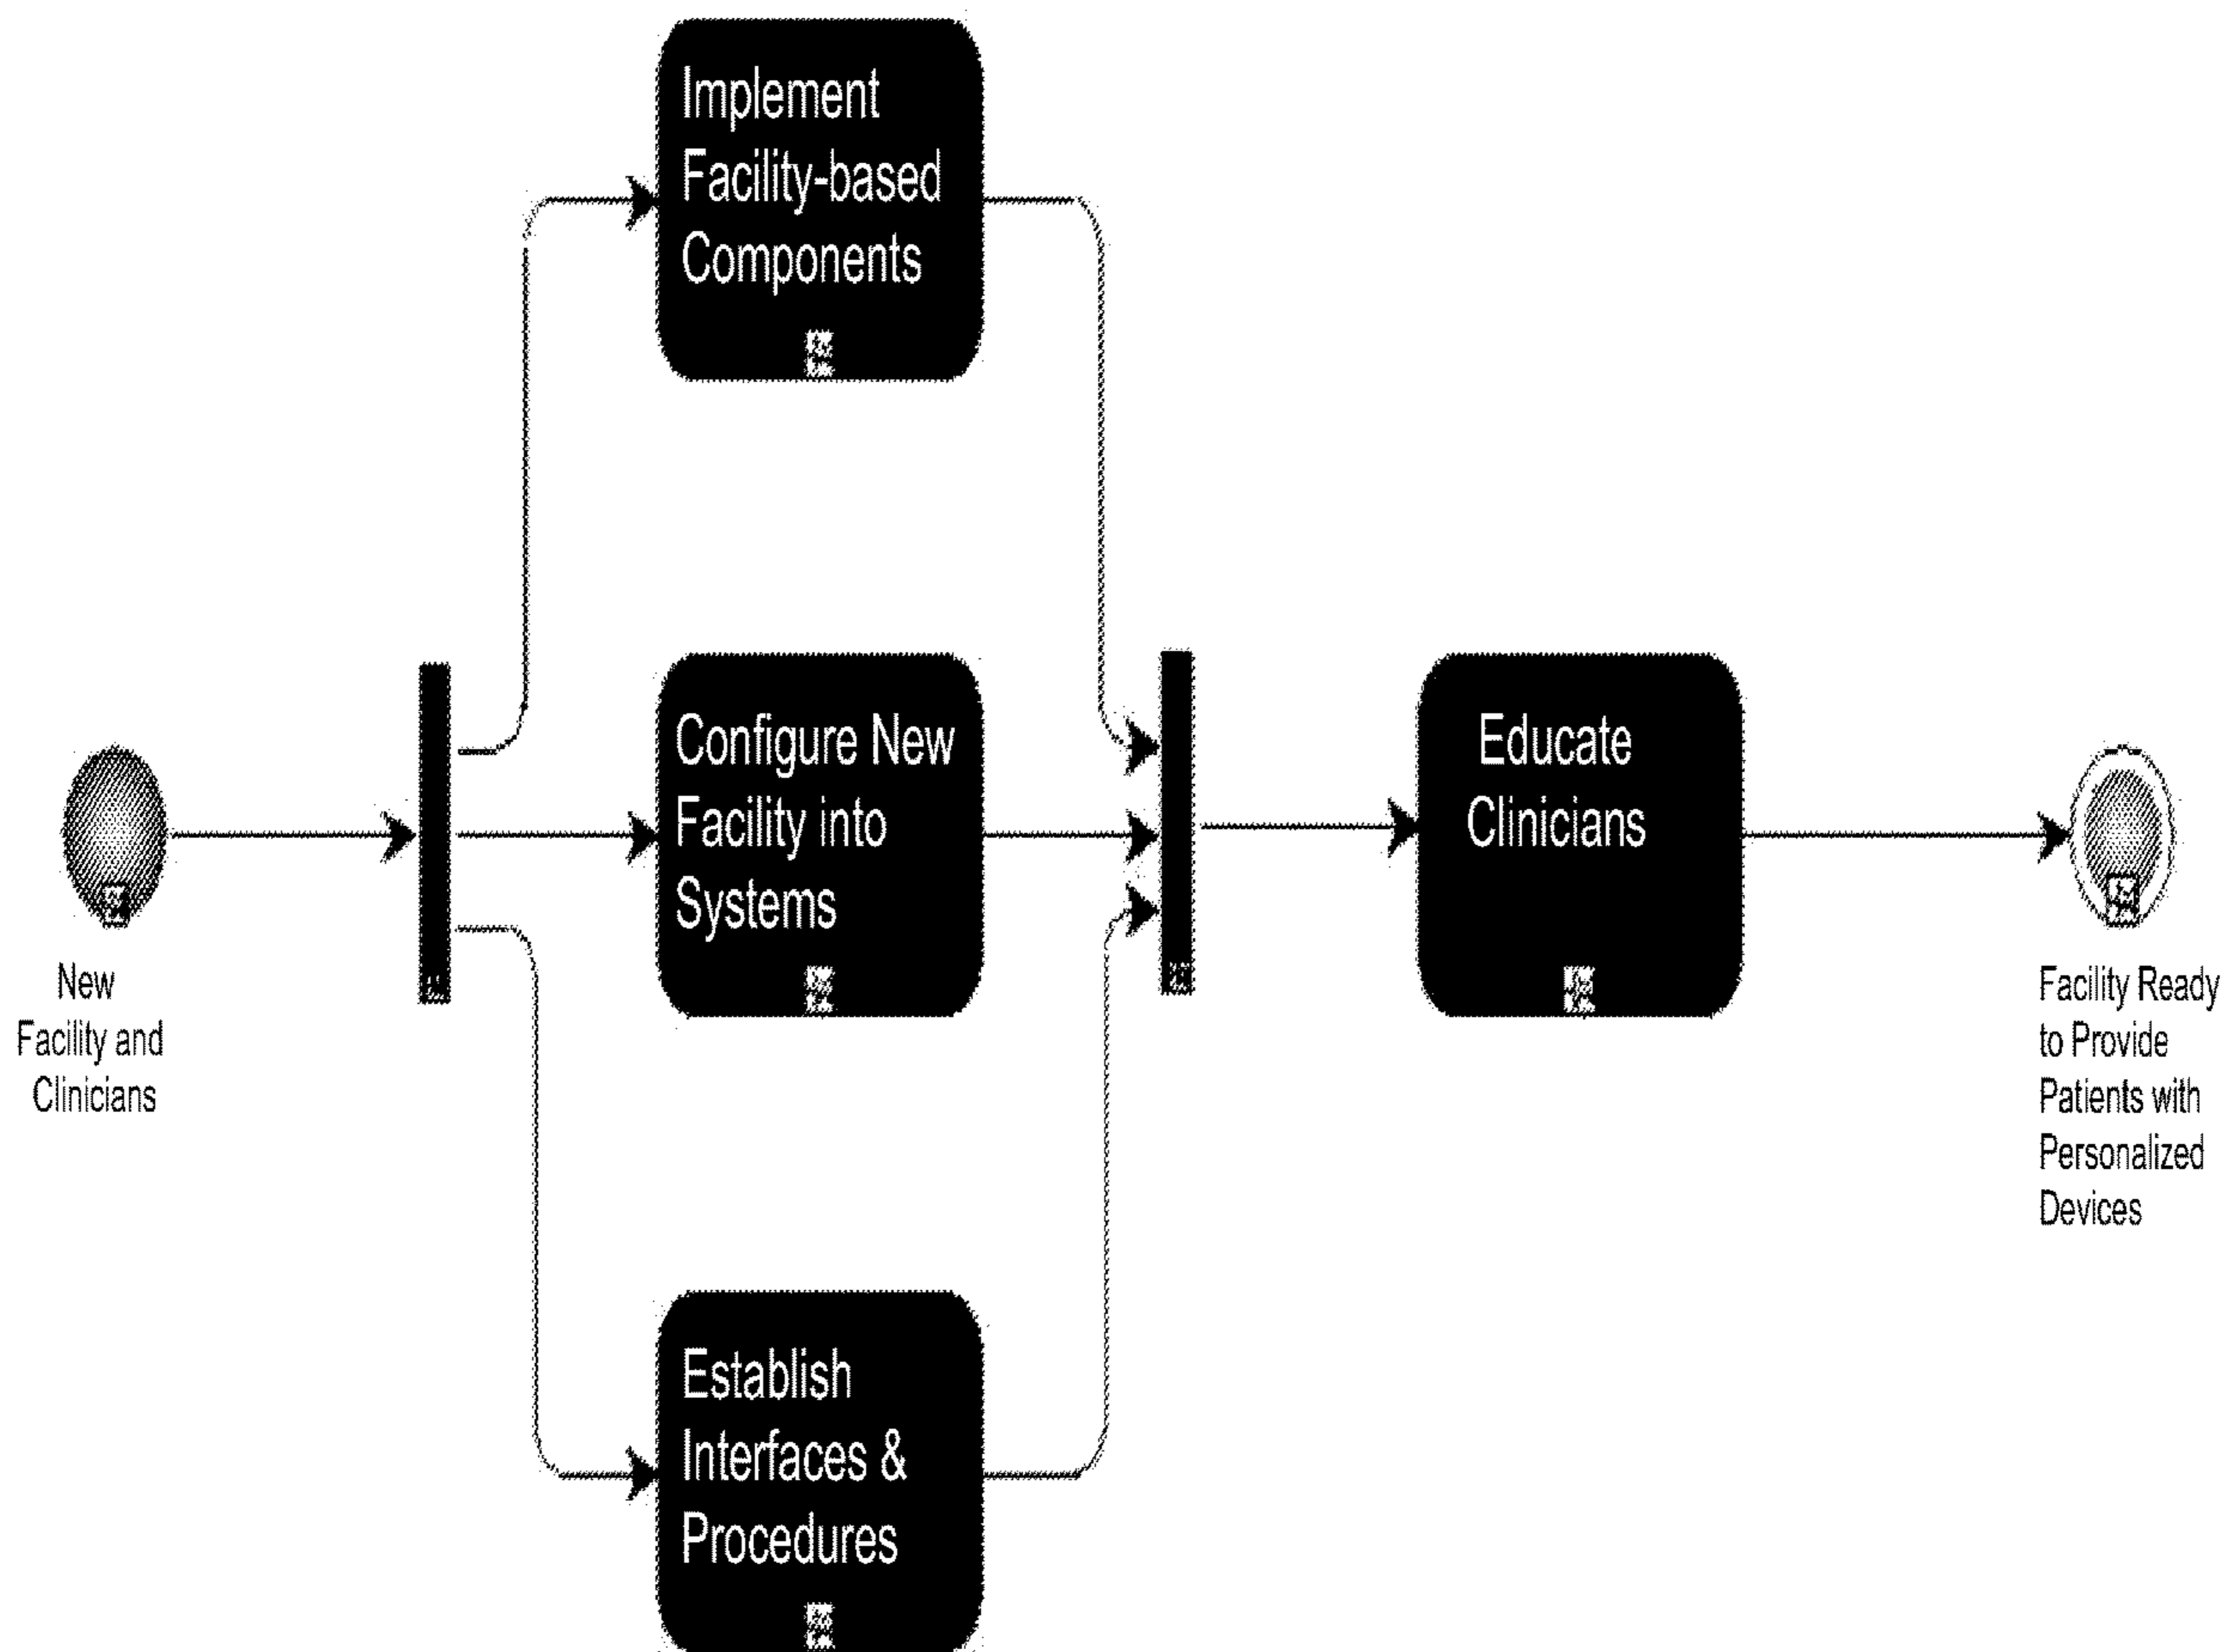 Implement
Facility-based
Components
New
Facility and
Clinicians
Configure New
Facility into
Systems
Establish
Interfaces &
Procedures
Educate
Clinicians
Facility Ready
to Provide
Patients with
Personalized
Devices